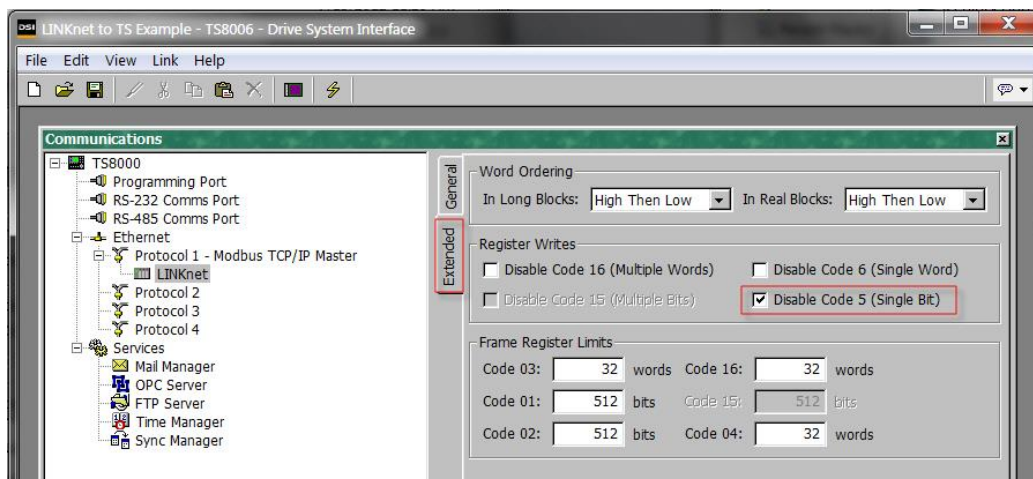 DSI LINKnet to TS Example - TS8006 - Drive System Interface
File Edit View Link Help
Communications
TS8000
Programming Port
RS-232 Comms Port
RS-485 Comms Port
Ethernet
Protocol 1 - Modbus TCP/IP Master
LINKnet
Protocol 2
Protocol 3
Protocol 4
Services
Mail Manager
OPC Server
FTP Server
Time Manager
Sync Manager
General
Extended
Word Ordering
In Long Blocks: High Then Low In Real Blocks: High Then Low
Register Writes
Disable Code 16 (Multiple Words) Disable Code 6 (Single Word)
Disable Code 15 (Multiple Bits) Disable Code 5 (Single Bit)
Frame Register Limits
Code 03: 32 words Code 16: 32 words
Code 01: 512 bits Code 15: 512 bits
Code 02: 512 bits Code 04: 32 words